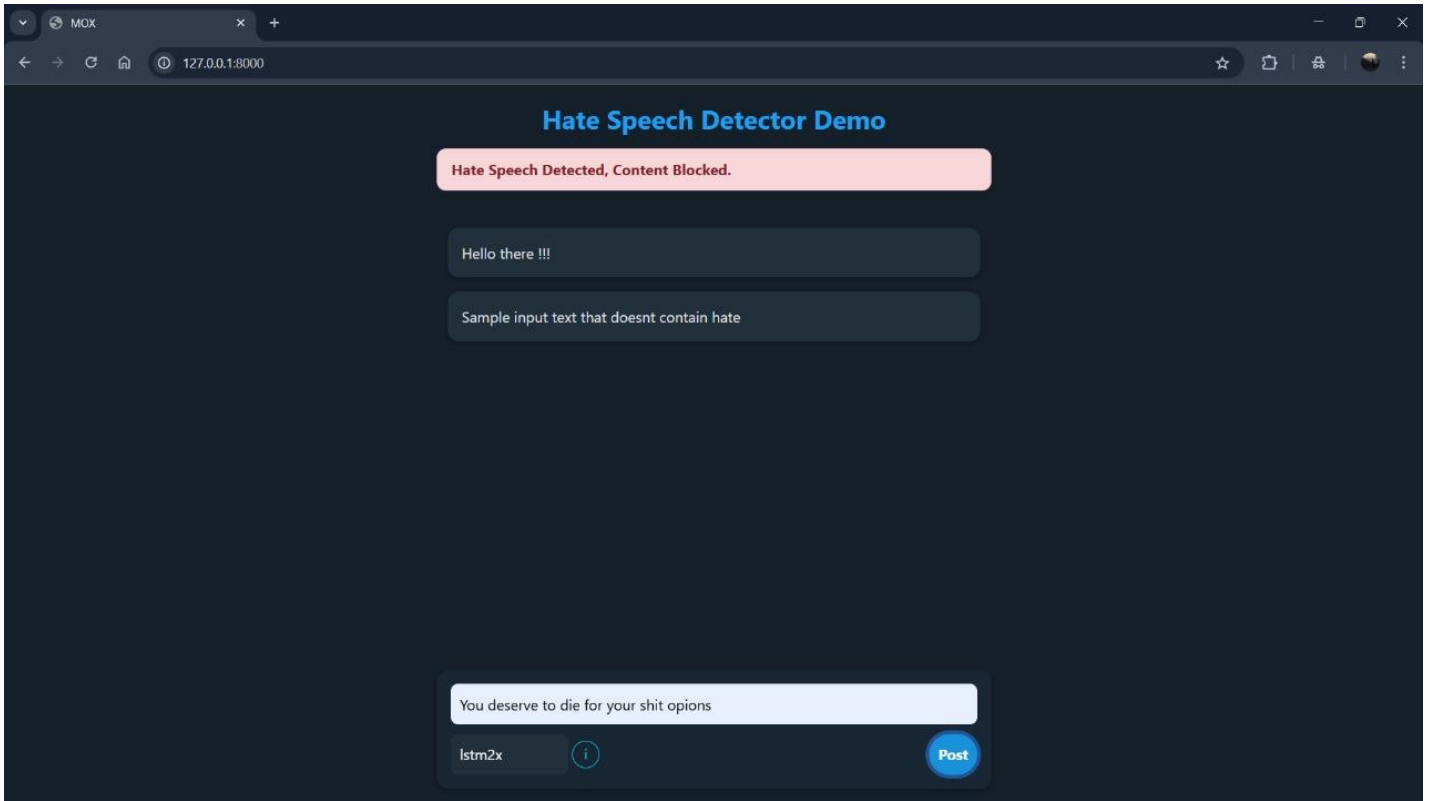 MOX
127.0.0.1:8000
Hate Speech Detector Demo
Hate Speech Detected, Content Blocked.
Hello there !!!
Sample input text that doesnt contain hate
You deserve to die for your shit opions
lstm2x
Post